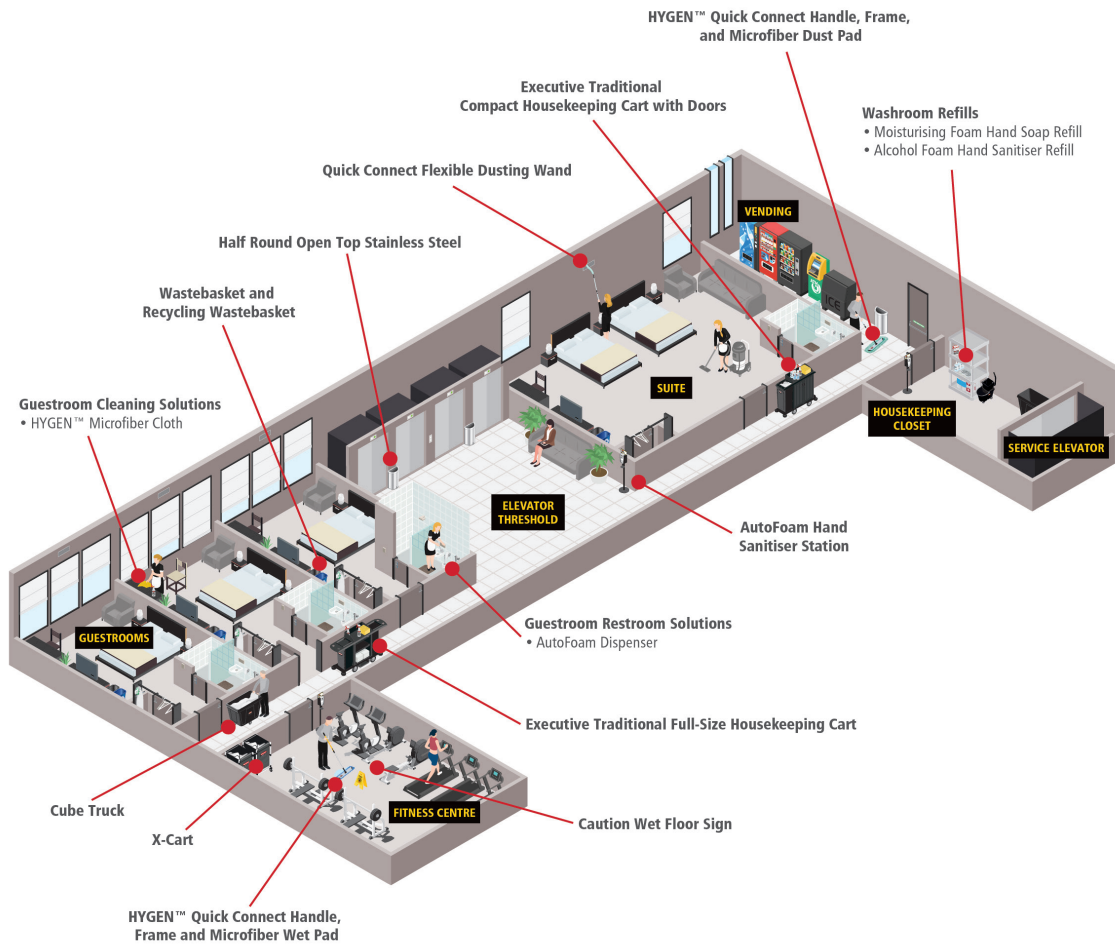 HYGEN™ Quick Connect Handle, Frame,
and Microfiber Dust Pad
Executive Traditional
Compact Housekeeping Cart with Doors
Washroom Refills
• Moisturising Foam Hand Soap Refill
• Alcohol Foam Hand Sanitiser Refill
Quick Connect Flexible Dusting Wand
VENDING
Half Round Open Top Stainless Steel
Wastebasket and
Recycling Wastebasket
ICE
Guestroom Cleaning Solutions
• HYGEN™ Microfiber Cloth
SUITE
HOUSEKEEPING
CLOSET
SERVICE ELEVATOR
ELEVATOR
THRESHOLD
AutoFoam Hand
Sanitiser Station
GUESTROOMS
Guestroom Restroom Solutions
• AutoFoam Dispenser
Executive Traditional Full-Size Housekeeping Cart
Cube Truck
X-Cart
FITNESS CENTRE
Caution Wet Floor Sign
HYGEN™ Quick Connect Handle,
Frame and Microfiber Wet Pad